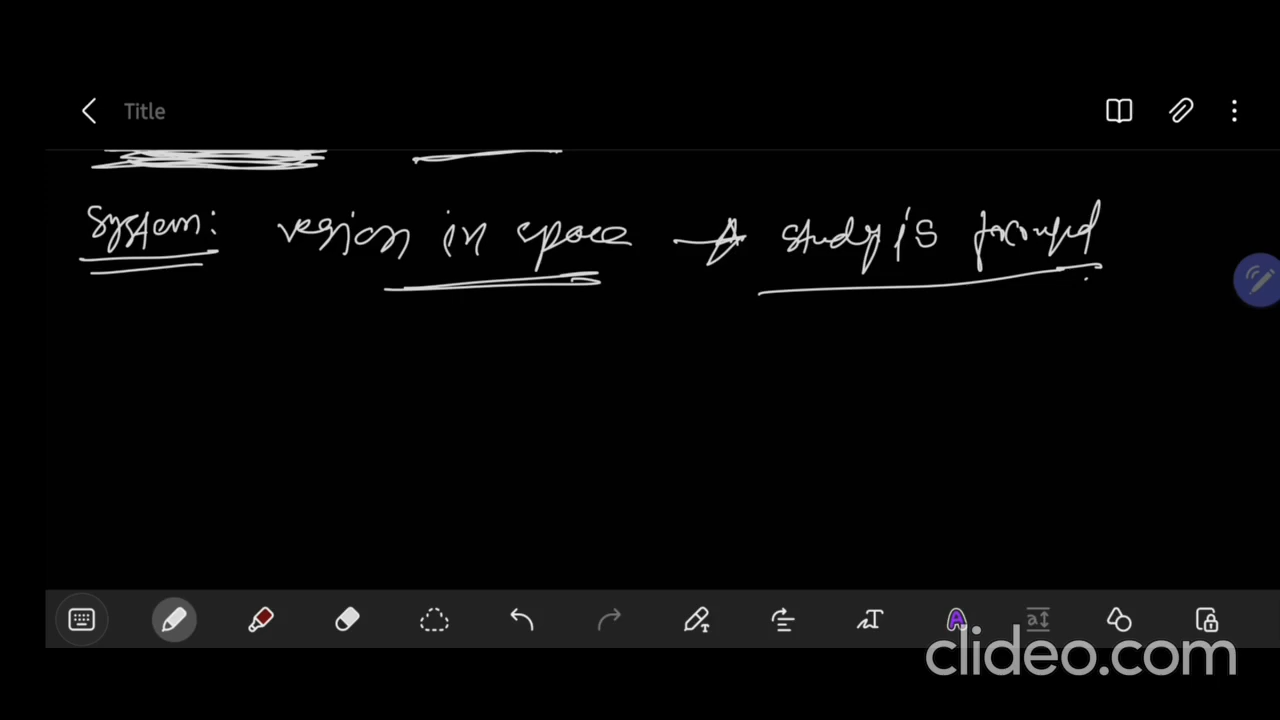 Title
System: region in space → study is focused
clideo.com